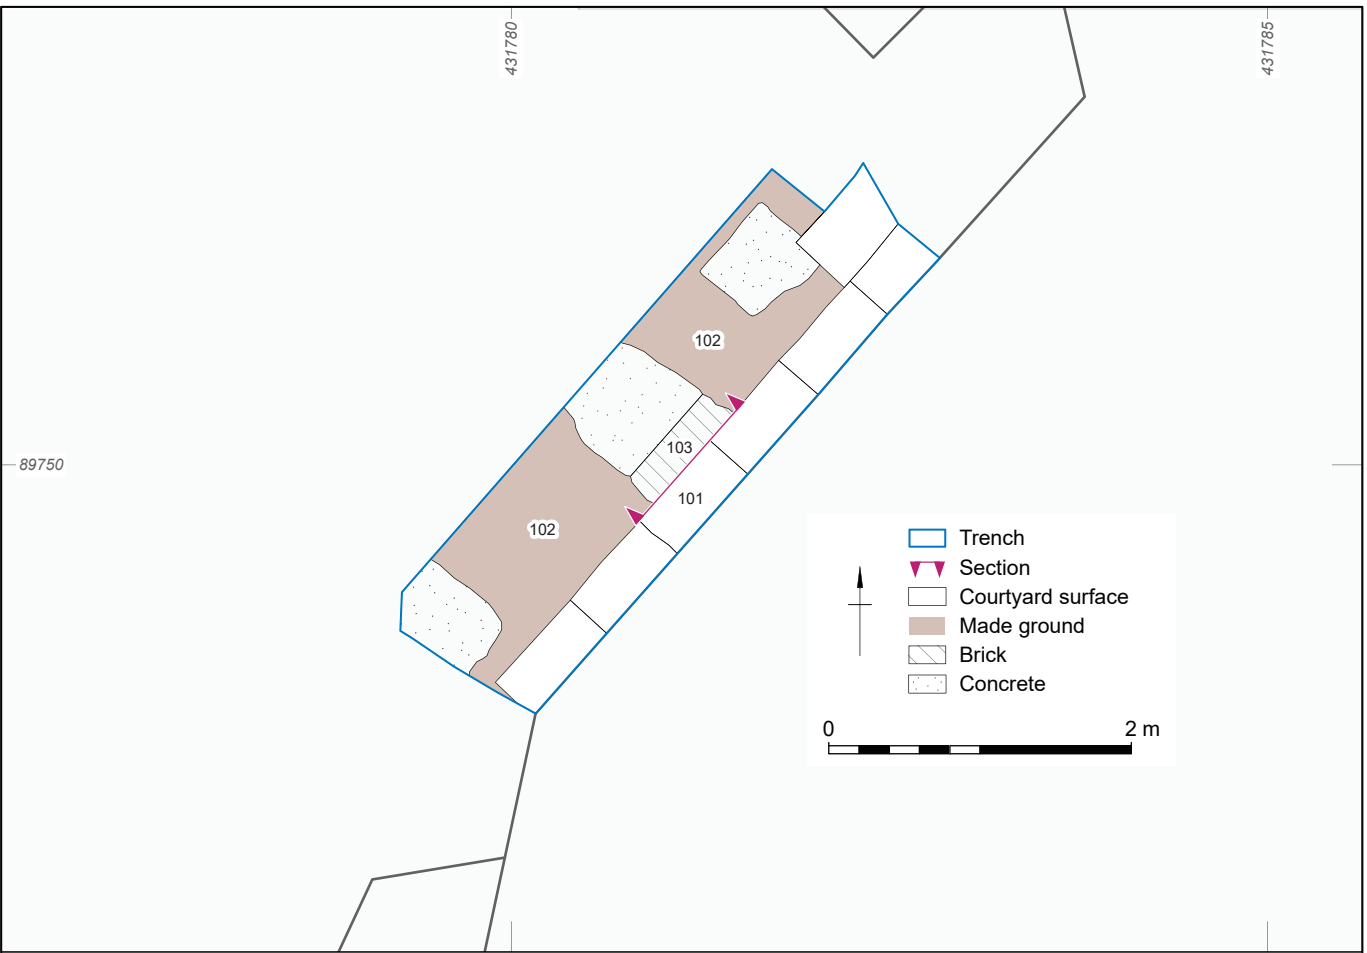 431780
431785
102
103
89750
101
102
Trench
Section
Courtyard surface
Made ground
Brick
Concrete
0 2 m